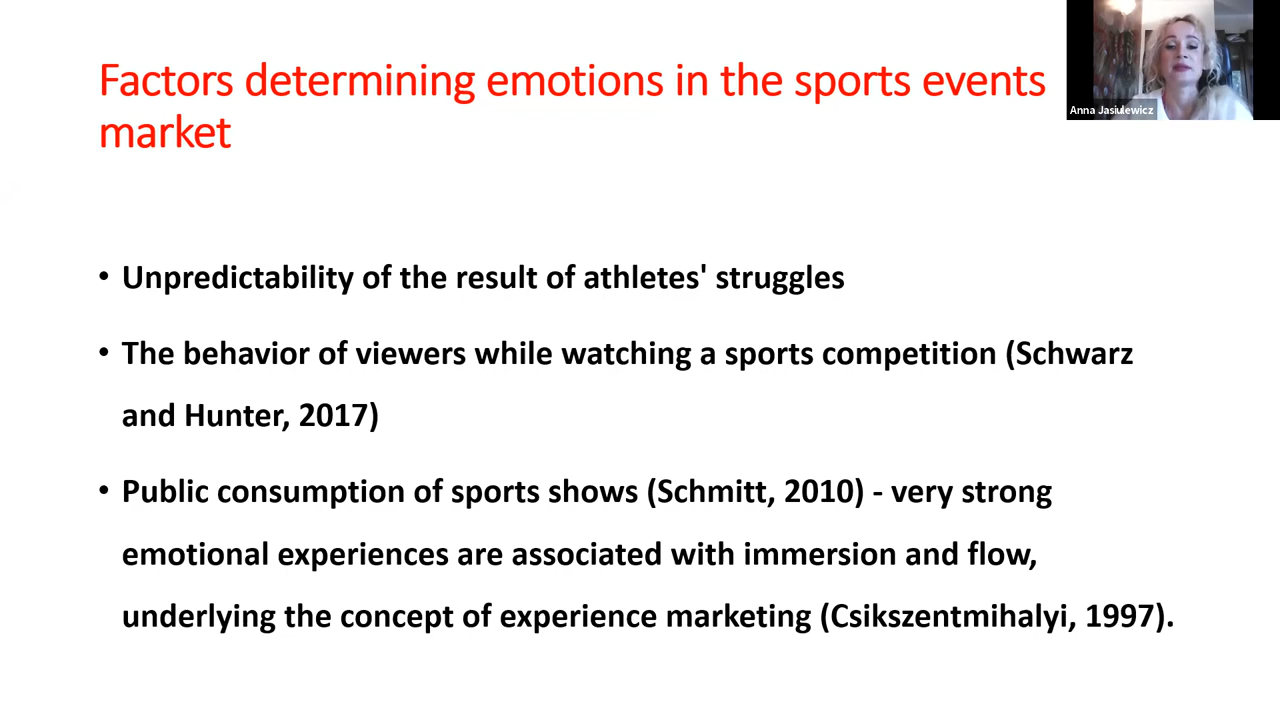 Factors determining emotions in the sports events
market
Anna Jasiulewicz
• Unpredictability of the result of athletes' struggles
• The behavior of viewers while watching a sports competition (Schwarz
and Hunter, 2017)
• Public consumption of sports shows (Schmitt, 2010) - very strong
emotional experiences are associated with immersion and flow,
underlying the concept of experience marketing (Csikszentmihalyi, 1997).